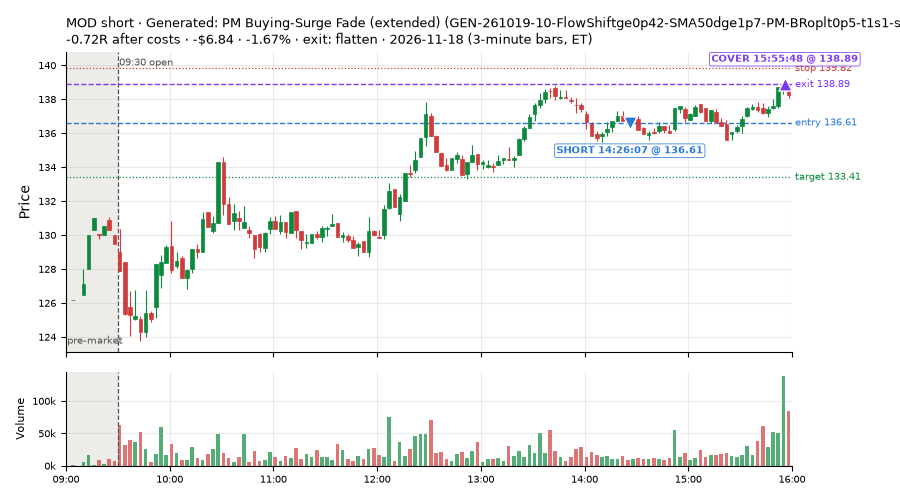 MOD short · Generated: PM Buying-Surge Fade (extended) (GEN-261019-10-FlowShiftge0p42-SMA50dge1p7-PM-BRoplt0p5-t1s1-s
-0.72R after costs · -$6.84 · -1.67% · exit: flatten · 2026-11-18 (3-minute bars, ET)
COVER 15:55:48 @ 138.89
140
09:30 open
stop 139.82
exit 138.89
138
136
entry 136.61
SHORT 14:26:07 @ 136.61
134
target 133.41
132
130
128
126
124
Price
pre-market
100k
50k
0k
Volume
09:00
10:00
11:00
12:00
13:00
14:00
15:00
16:00